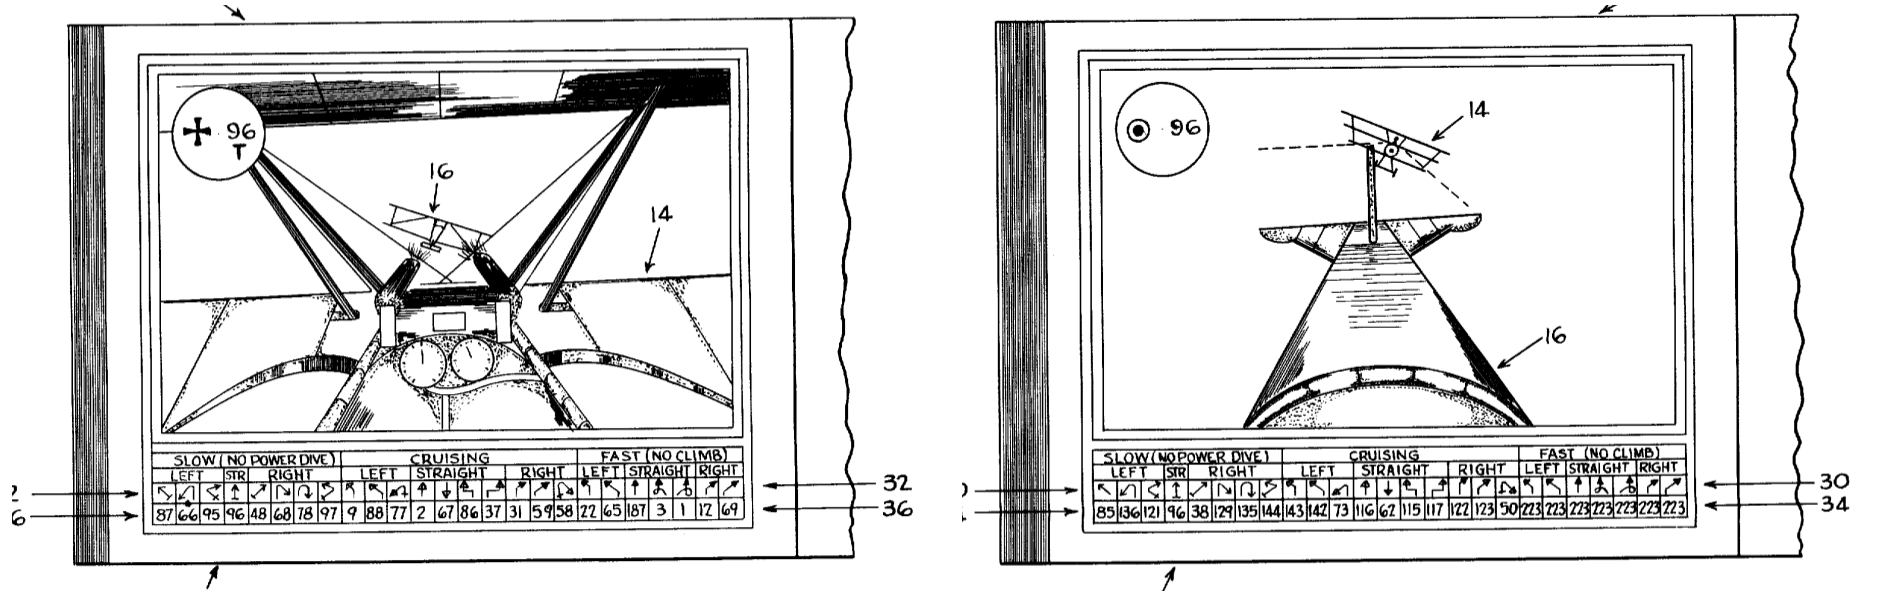 96
T
16
14
SLOW (NO POWER DIVE) CRUISING FAST (NO CLIMB)
LEFT STR RIGHT LEFT STRAIGHT RIGHT LEFT STRAIGHT RIGHT
32
87 66 95 96 48 68 78 97 9 88 77 2 67 86 37 31 59 58 22 65 187 3 1 12 69
36
96
14
16
SLOW (NO POWER DIVE) CRUISING FAST (NO CLIMB)
LEFT STR RIGHT LEFT STRAIGHT RIGHT LEFT STRAIGHT RIGHT
30
85 136 121 96 38 129 135 144 143 142 73 116 62 115 117 122 123 50 223 223 223 223 223 223 223
34